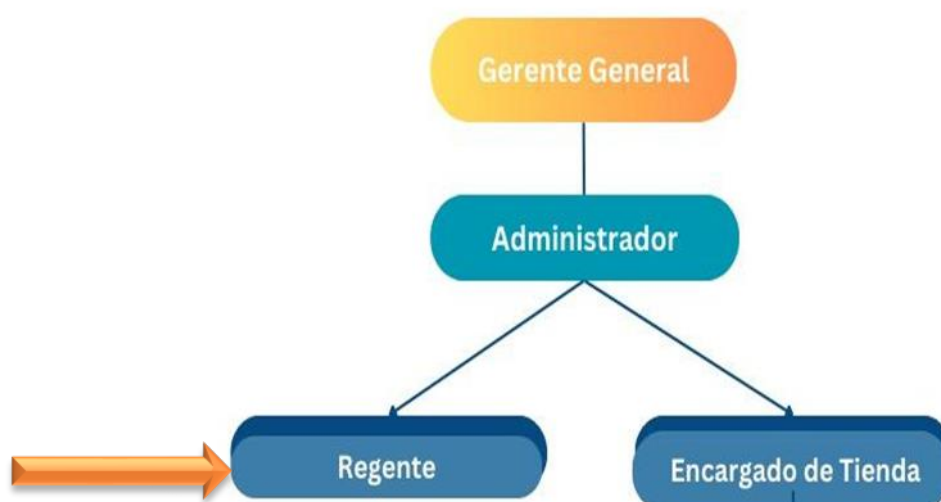 Gerente General
Administrador
Regente
Encargado de Tienda